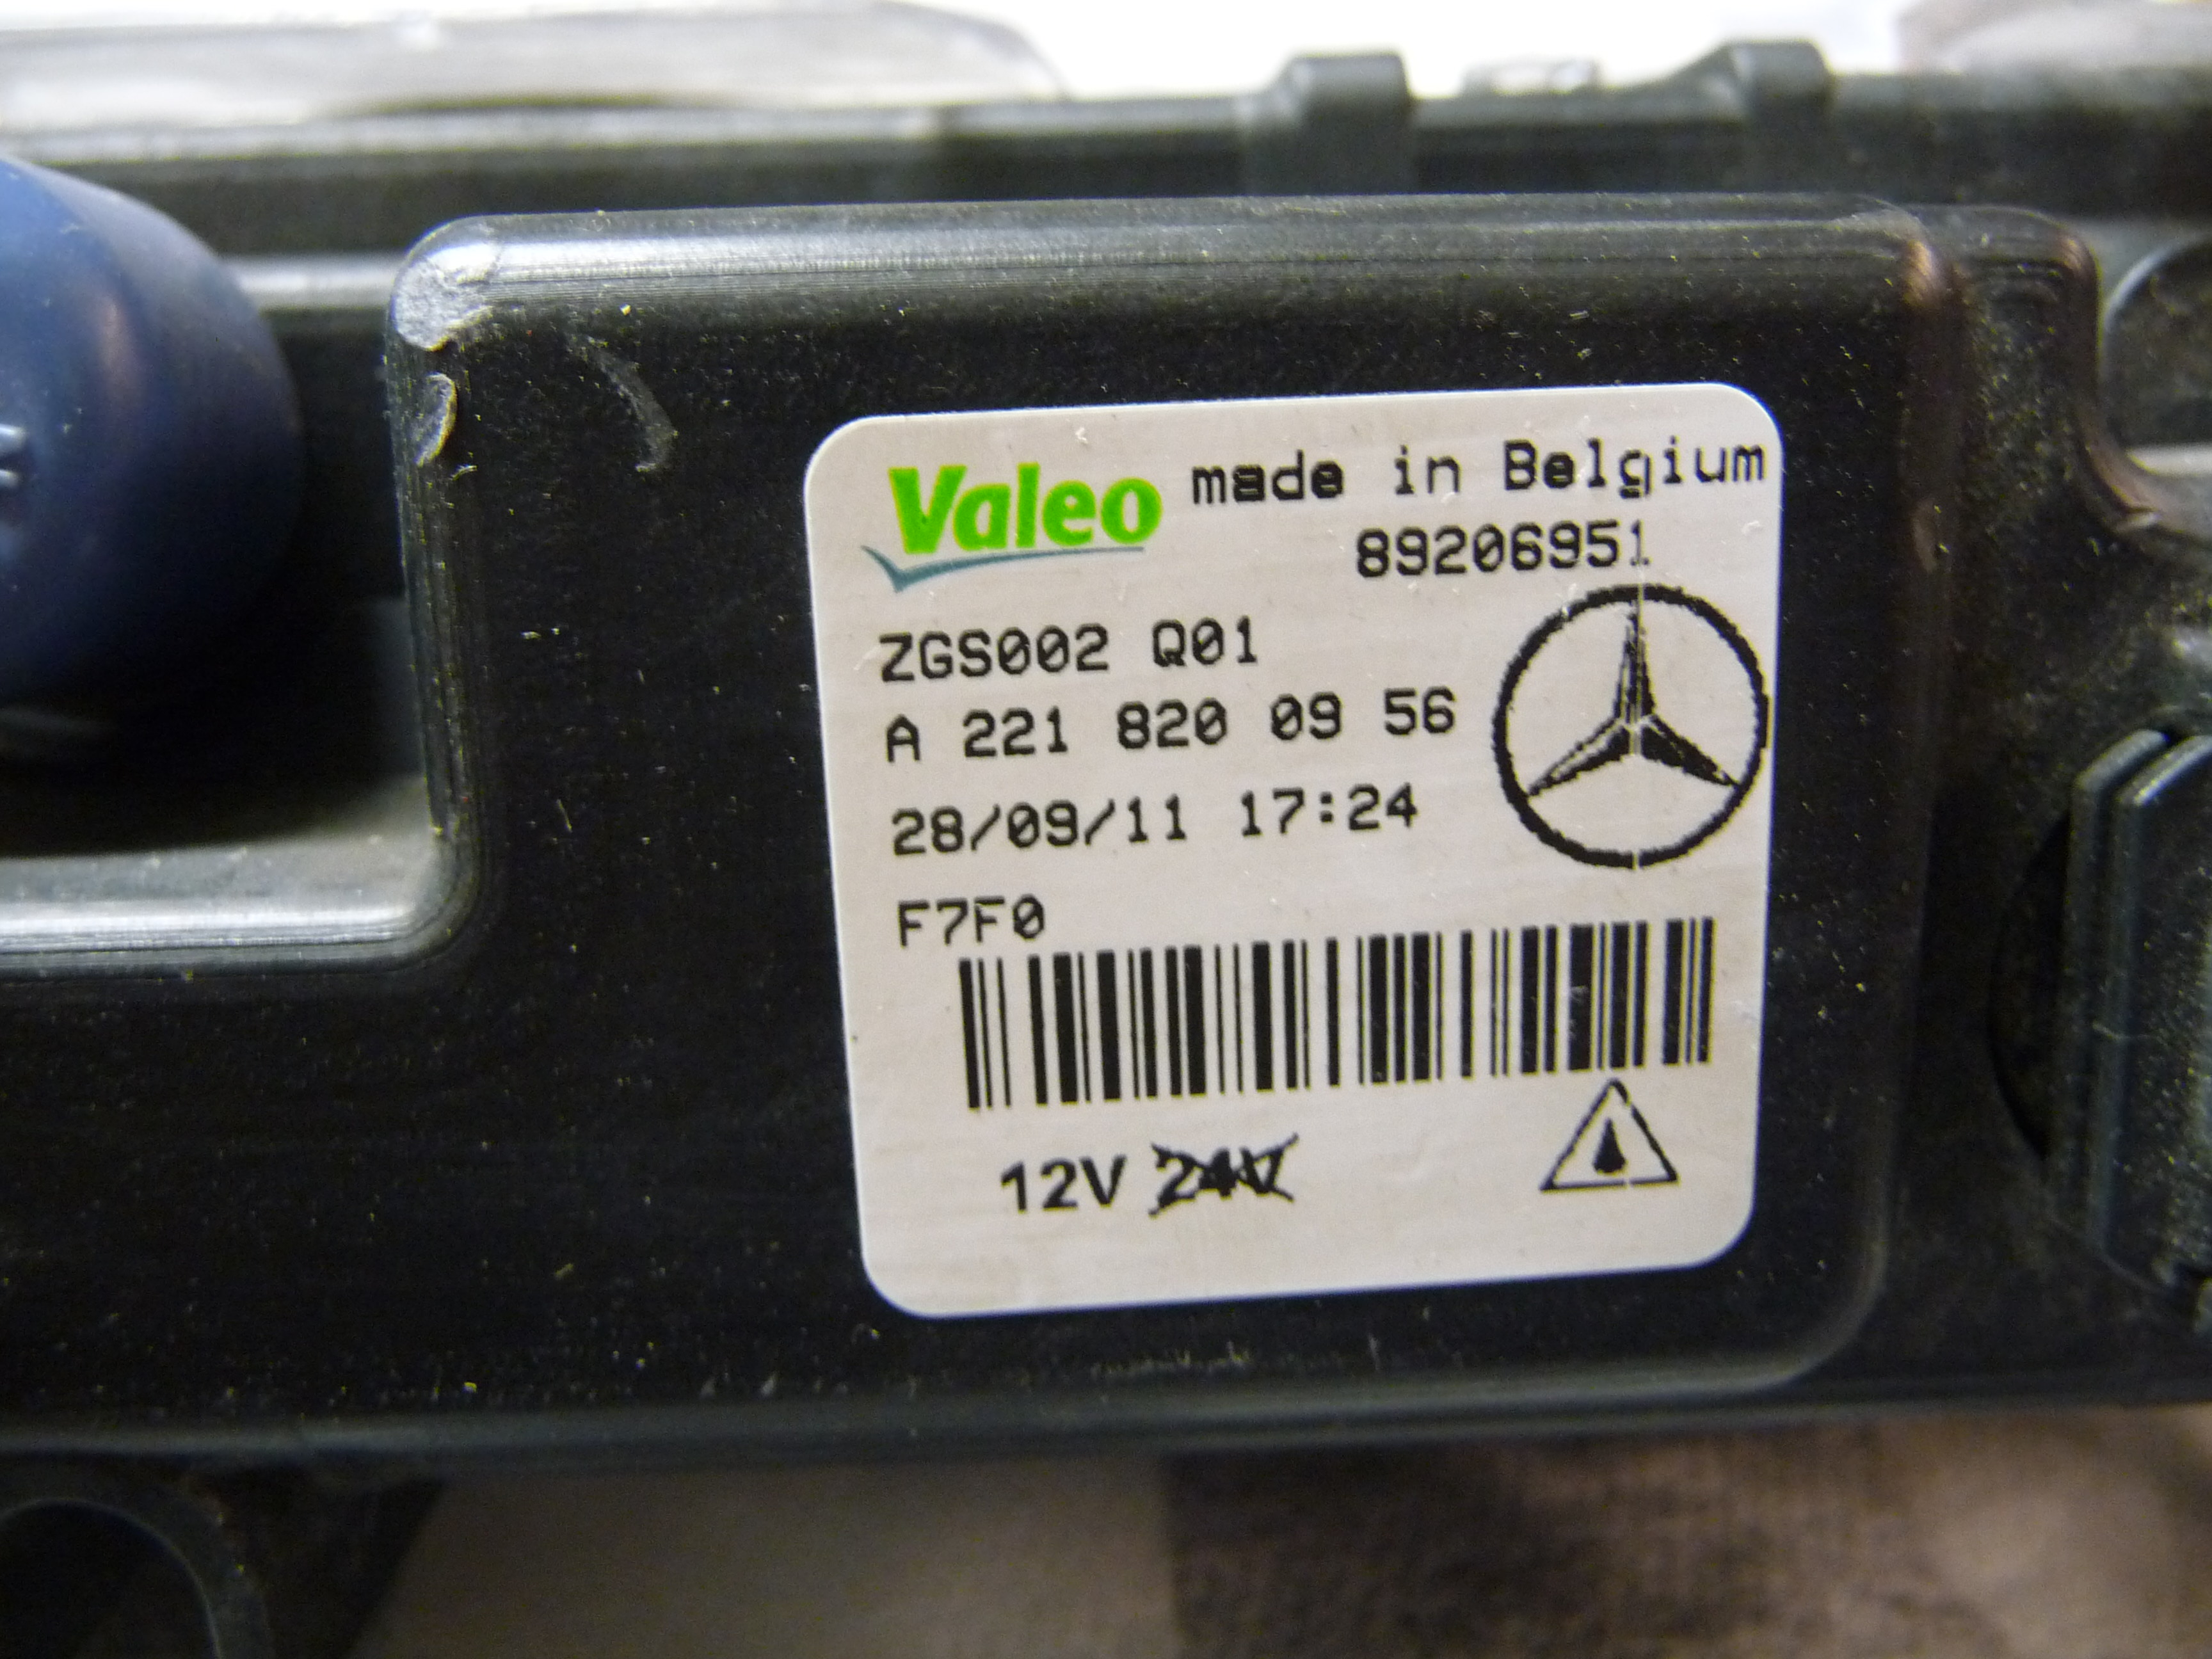 Valeo made in Belgium
89206951
ZGS002 Q01
A 221 820 09 56
28/09/11 17:24
F7F0
12V 24V